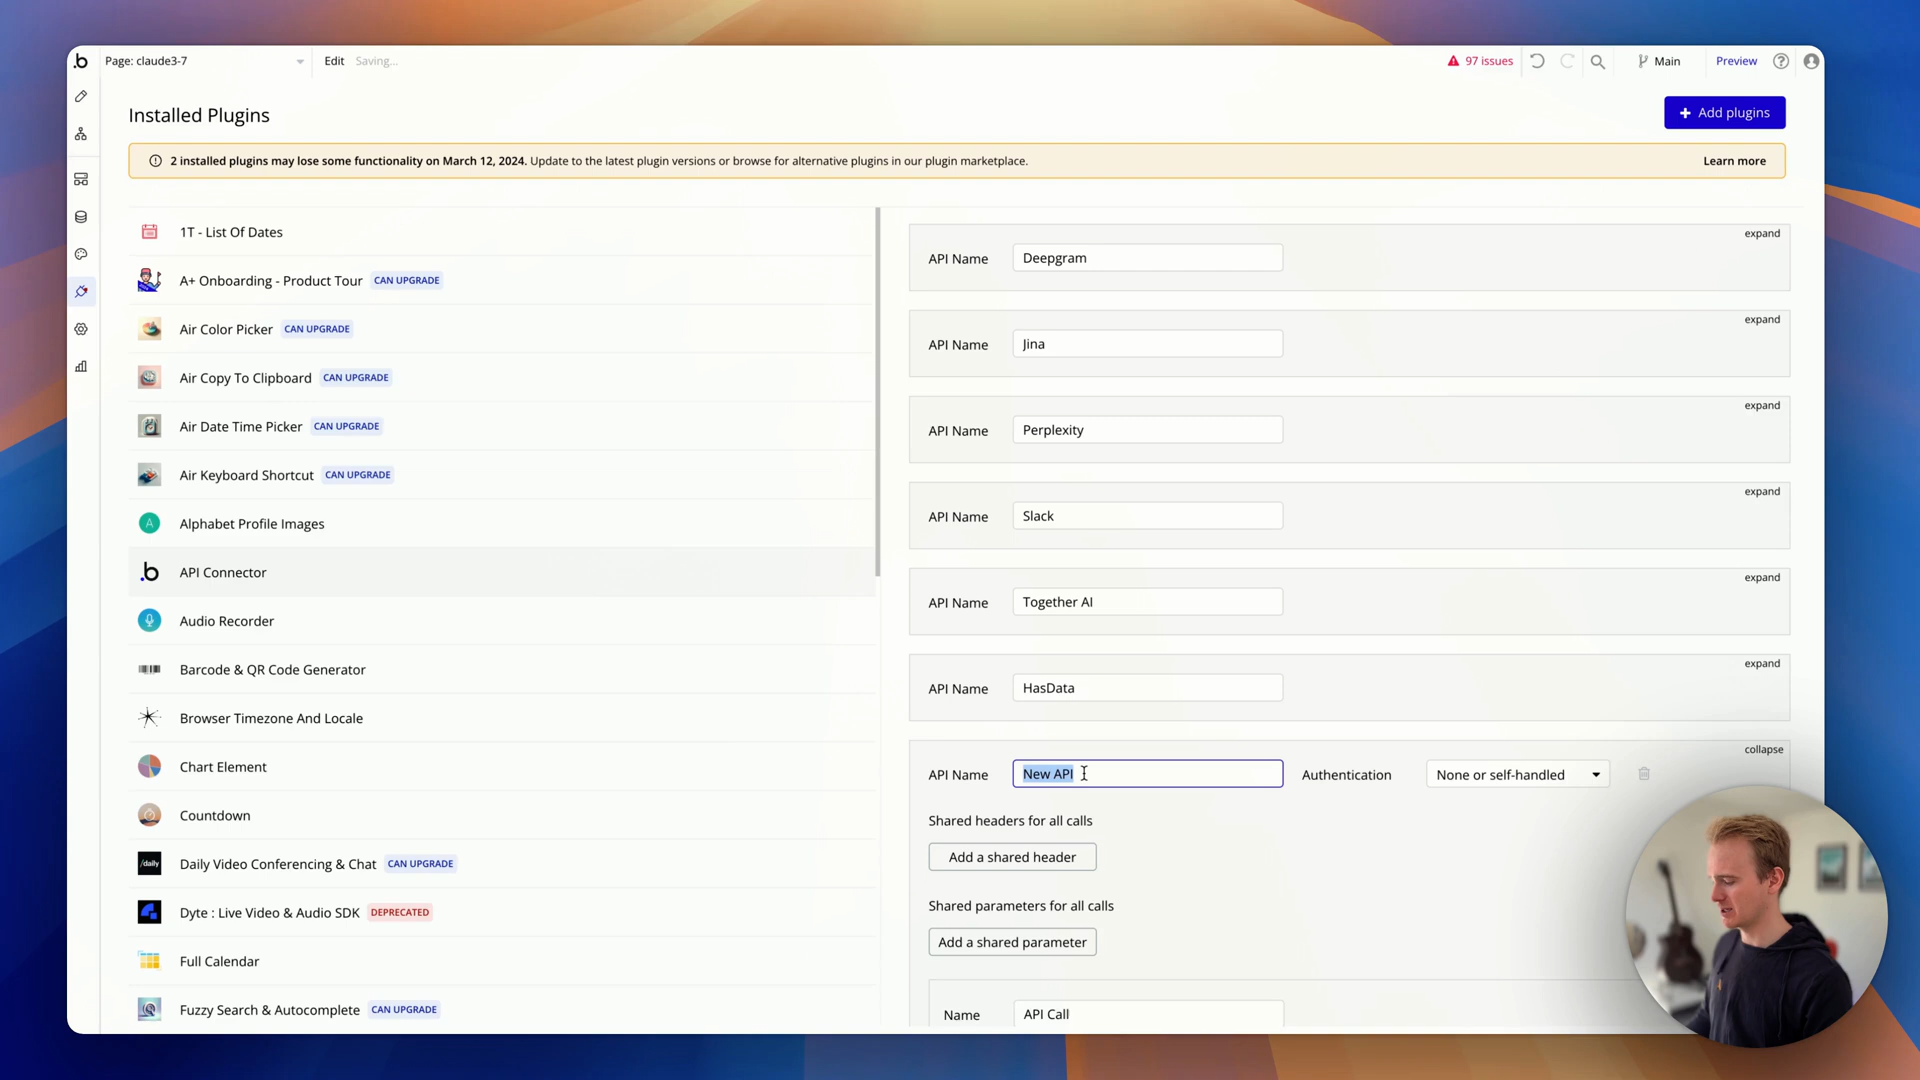 .b
Page: claude3-7
Edit
Saving...
97 issues
Main
Preview
Installed Plugins
+ Add plugins
2 installed plugins may lose some functionality on March 12, 2024. Update to the latest plugin versions or browse for alternative plugins in our plugin marketplace.
Learn more
1T - List Of Dates
A+ Onboarding - Product Tour CAN UPGRADE
Air Color Picker CAN UPGRADE
Air Copy To Clipboard CAN UPGRADE
Air Date Time Picker CAN UPGRADE
Air Keyboard Shortcut CAN UPGRADE
A Alphabet Profile Images
.b API Connector
Audio Recorder
Barcode & QR Code Generator
Browser Timezone And Locale
Chart Element
Countdown
/daily Daily Video Conferencing & Chat CAN UPGRADE
Dyte : Live Video & Audio SDK DEPRECATED
Full Calendar
Fuzzy Search & Autocomplete CAN UPGRADE
expand
API Name Deepgram
expand
API Name Jina
expand
API Name Perplexity
expand
API Name Slack
expand
API Name Together AI
expand
API Name HasData
collapse
API Name New API Authentication None or self-handled
Shared headers for all calls
Add a shared header
Shared parameters for all calls
Add a shared parameter
Name API Call